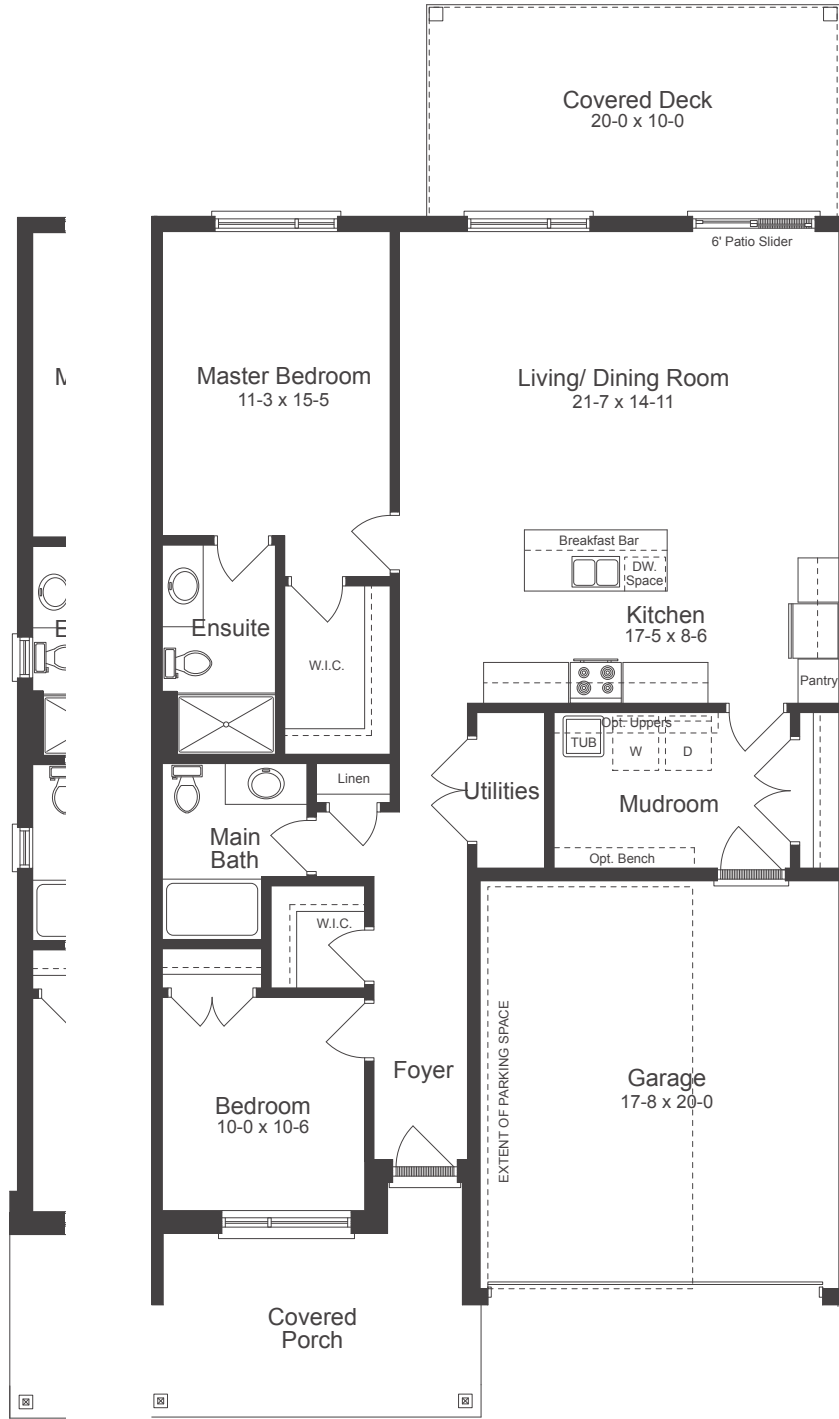 Covered Deck
20-0 x 10-0
6' Patio Slider
Master Bedroom
11-3 x 15-5
Living/ Dining Room
21-7 x 14-11
Breakfast Bar
DW.
Space
Kitchen
17-5 x 8-6
Ensuite
W.I.C.
Pantry
Opt. Uppers
TUB
W
D
Linen
Utilities
Mudroom
Main
Bath
Opt. Bench
W.I.C.
EXTENT OF PARKING SPACE
Foyer
Garage
17-8 x 20-0
Bedroom
10-0 x 10-6
Covered
Porch